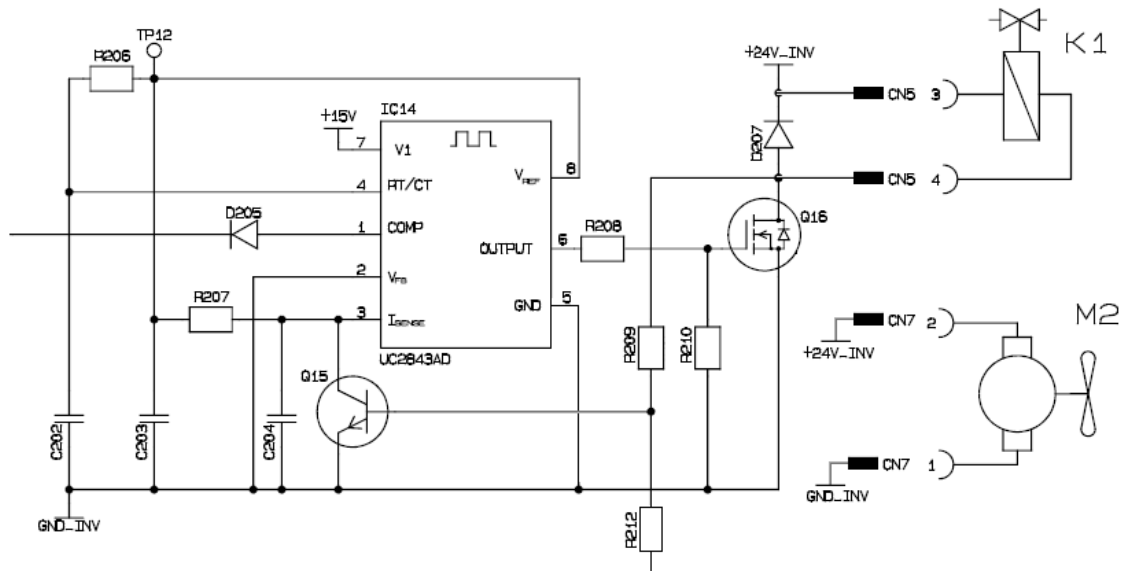 TP12
R206
+24V_INV
K1
IC14
+15V
CN5 3
D207
7 V1
VREF 8
4 RT/CT
CN5 4
D205
1 COMP
R208
Q16
OUTPUT 6
2 VFB
R207
GND 5
CN7 2
M2
3 ISENSE
+24V_INV
UC2843AD
R209
R210
Q15
C202
C203
C204
CN7 1
GND_INV
GND_INV
R212